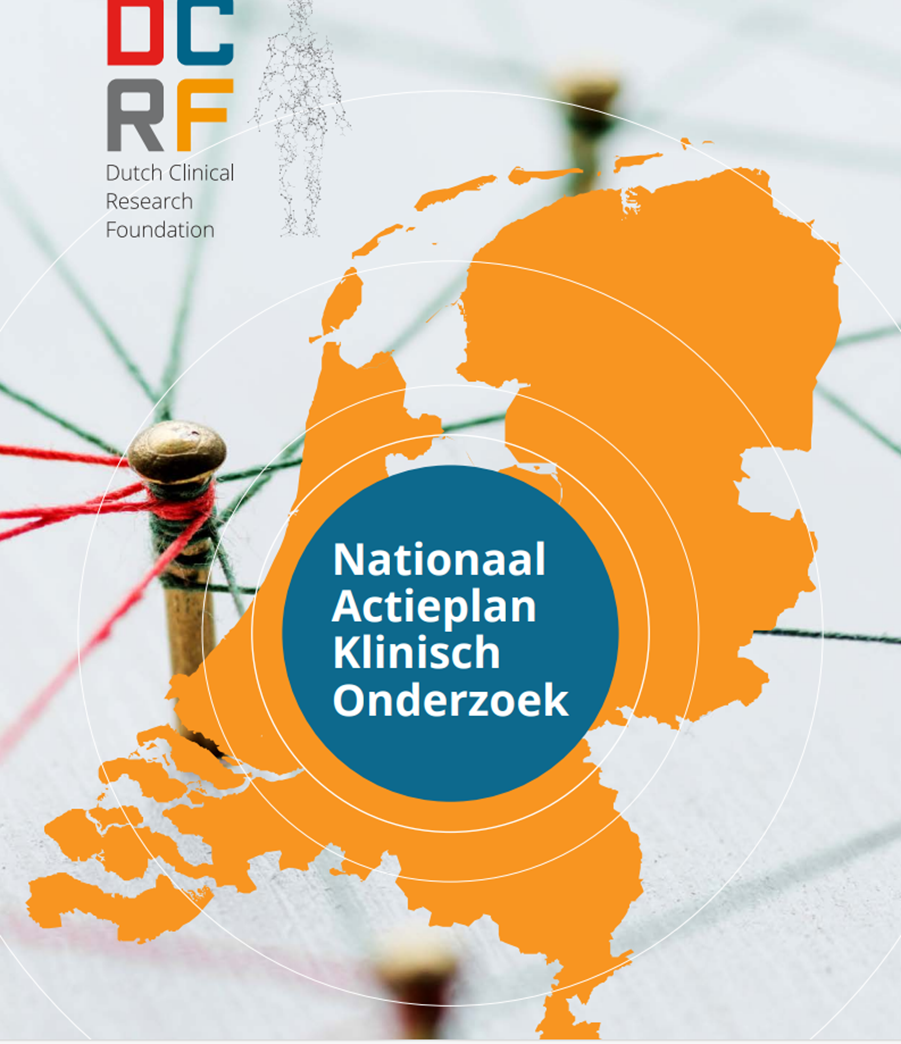 DC
RF
Dutch Clinical
Research
Foundation
Nationaal
Actieplan
Klinisch
Onderzoek